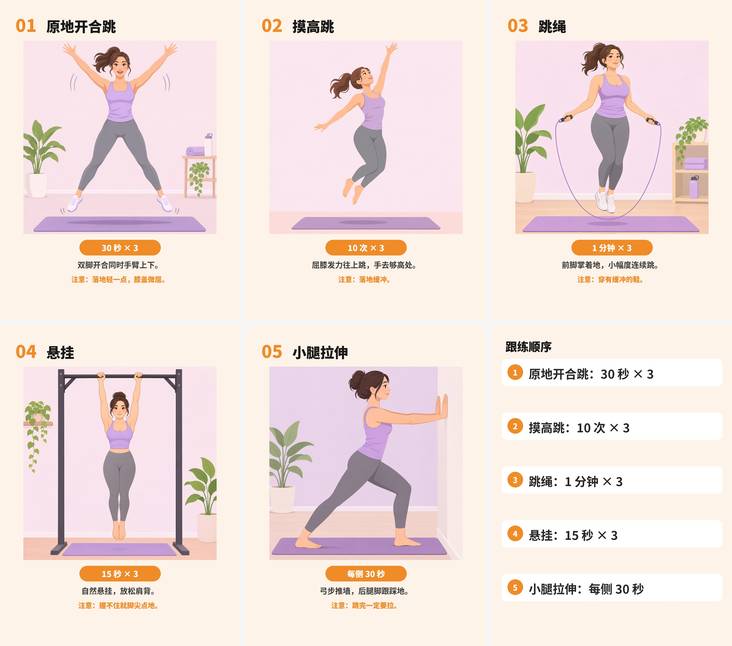 01 原地开合跳
30 秒 × 3
双脚开合同时手臂上下。
注意：落地轻一点，膝盖微屈。
02 摸高跳
10 次 × 3
屈膝发力往上跳，手去够高处。
注意：落地缓冲。
03 跳绳
1 分钟 × 3
前脚掌着地，小幅度连续跳。
注意：穿有缓冲的鞋。
04 悬挂
15 秒 × 3
自然悬挂，放松肩背。
注意：握不住就脚尖点地。
05 小腿拉伸
每侧 30 秒
弓步推墙，后腿脚跟踩地。
注意：跳完一定要拉。
跟练顺序
1 原地开合跳：30 秒 × 3
2 摸高跳：10 次 × 3
3 跳绳：1 分钟 × 3
4 悬挂：15 秒 × 3
5 小腿拉伸：每侧 30 秒